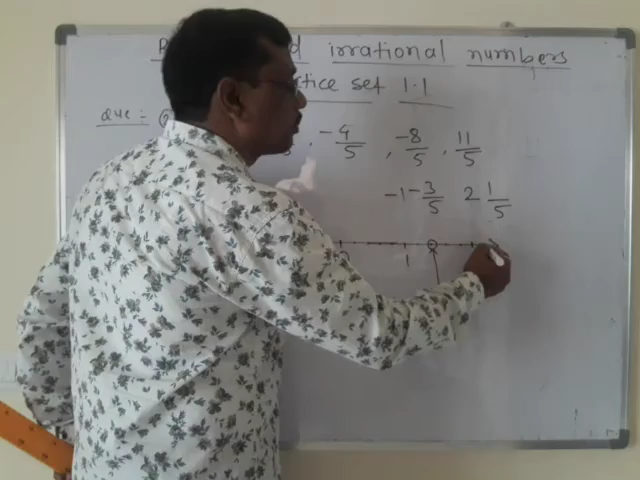 irrational numbers
set 1.1
Que :-
, -4/5 , -8/5 , 11/5
-1 -3/5 2 1/5
1